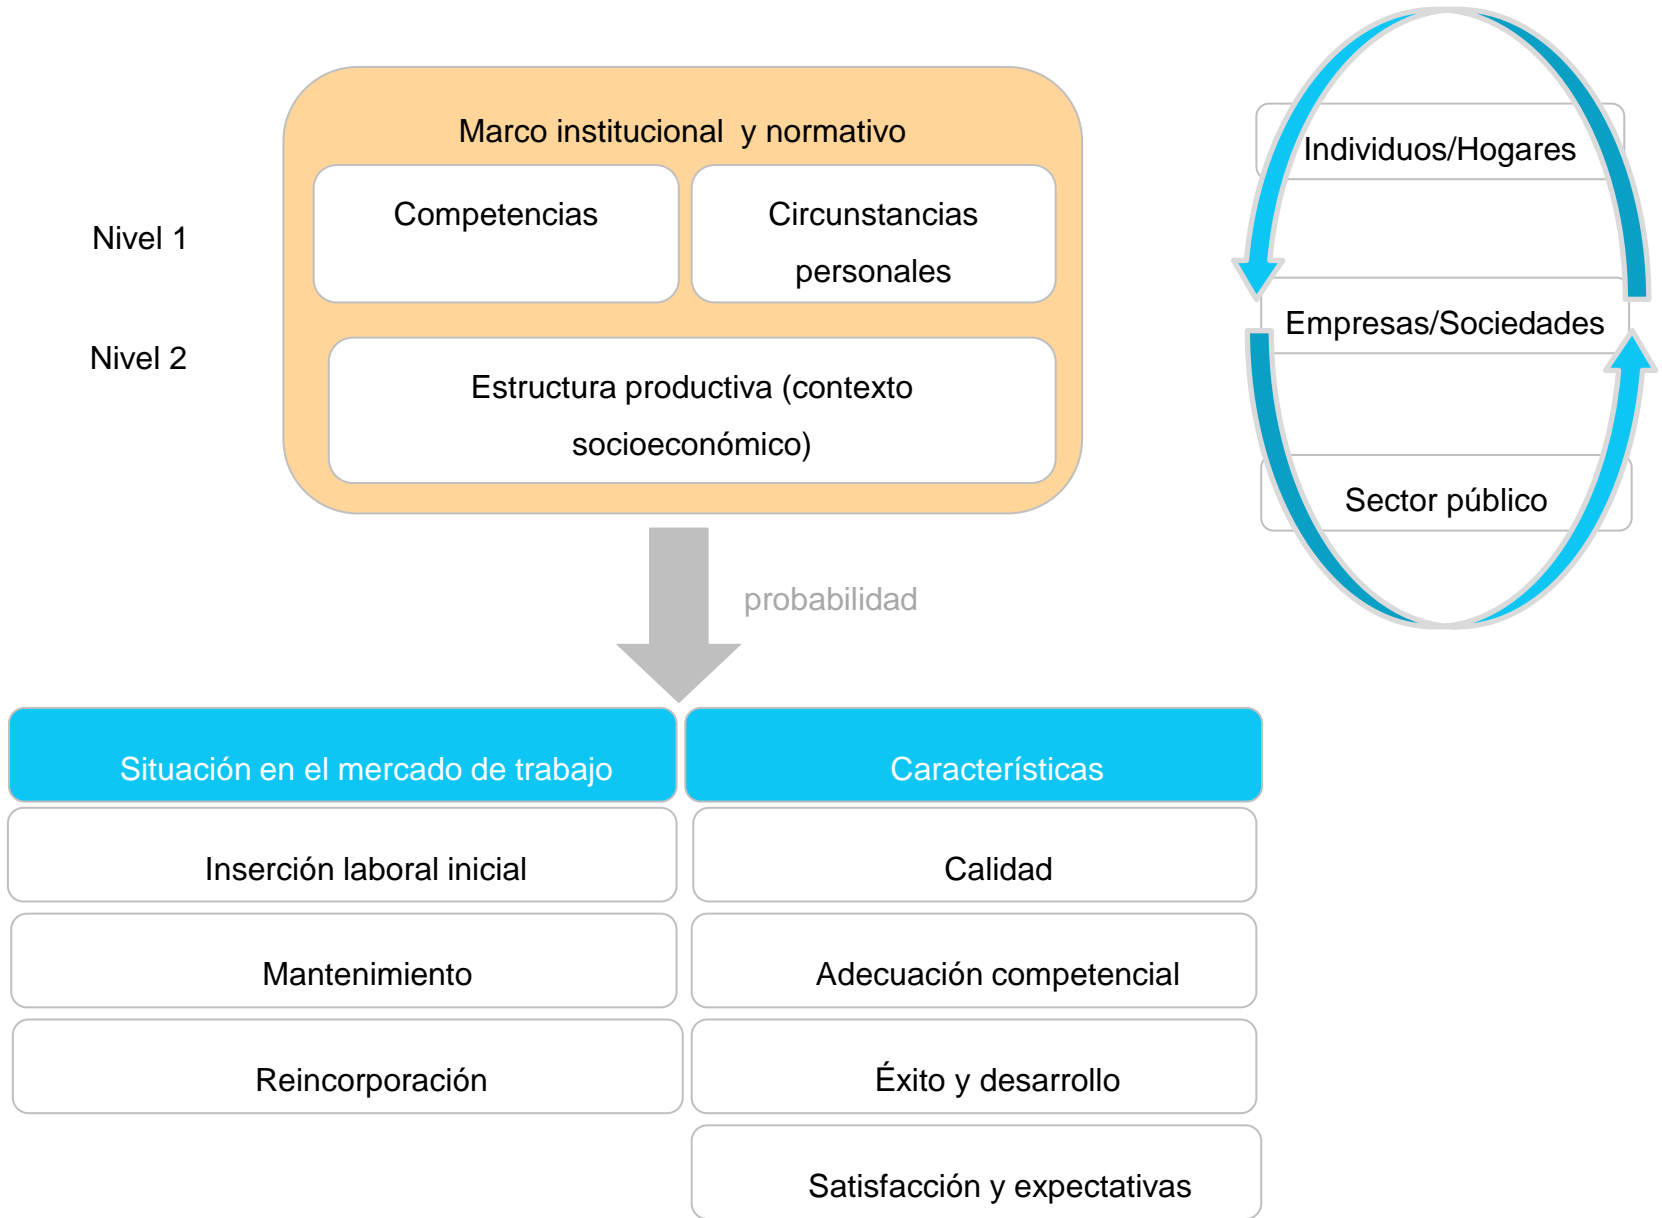 Marco institucional  y normativo
Nivel 1
Competencias
Circunstancias
personales
Nivel 2
Estructura productiva (contexto
socioeconómico)
probabilidad
Individuos/Hogares
Empresas/Sociedades
Sector público
Situación en el mercado de trabajo
Características
Inserción laboral inicial
Calidad
Mantenimiento
Adecuación competencial
Reincorporación
Éxito y desarrollo
Satisfacción y expectativas